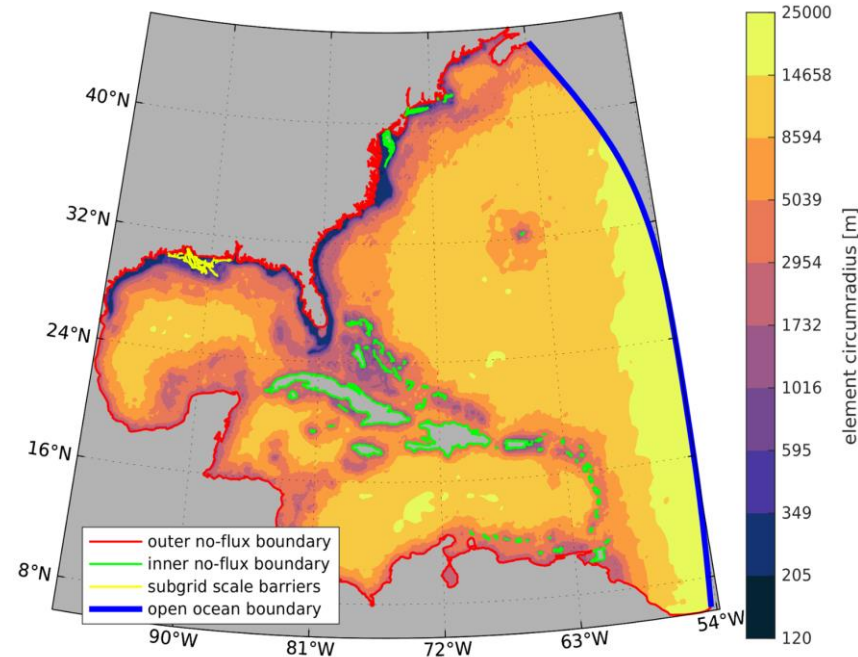 40°N
32°N
24°N
16°N
8°N
90°W
81°W
72°W
63°W
54°W
outer no-flux boundary
inner no-flux boundary
subgrid scale barriers
open ocean boundary
25000
14658
8594
5039
2954
1732
1016
595
349
205
120
element circumradius [m]